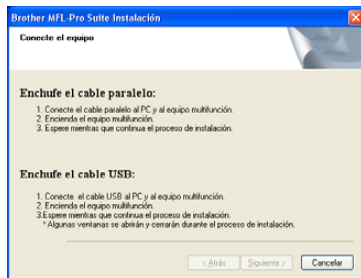 Brother MFL-Pro Suite Instalación
Conecte el equipo
Enchufe el cable paralelo:
1. Conecte el cable paralelo al PC y al equipo multifunción.
2. Encienda el equipo multifunción.
3. Espere mientras que continua el proceso de instalación.
Enchufe el cable USB:
1. Conecte el cable USB al PC y al equipo multifunción.
2. Encienda el equipo multifunción.
3.Espere mientras que continua el proceso de instalación.
* Algunas ventanas se abrirán y cerrarán durante el proceso de instalación.
< Atrás
Siguiente >
Cancelar